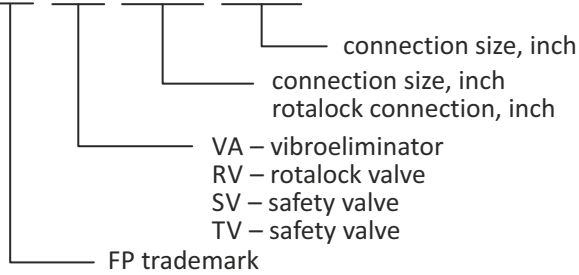 connection size, inch
connection size, inch
rotalock connection, inch
VA – vibroeliminator
RV – rotalock valve
SV – safety valve
TV – safety valve
FP trademark